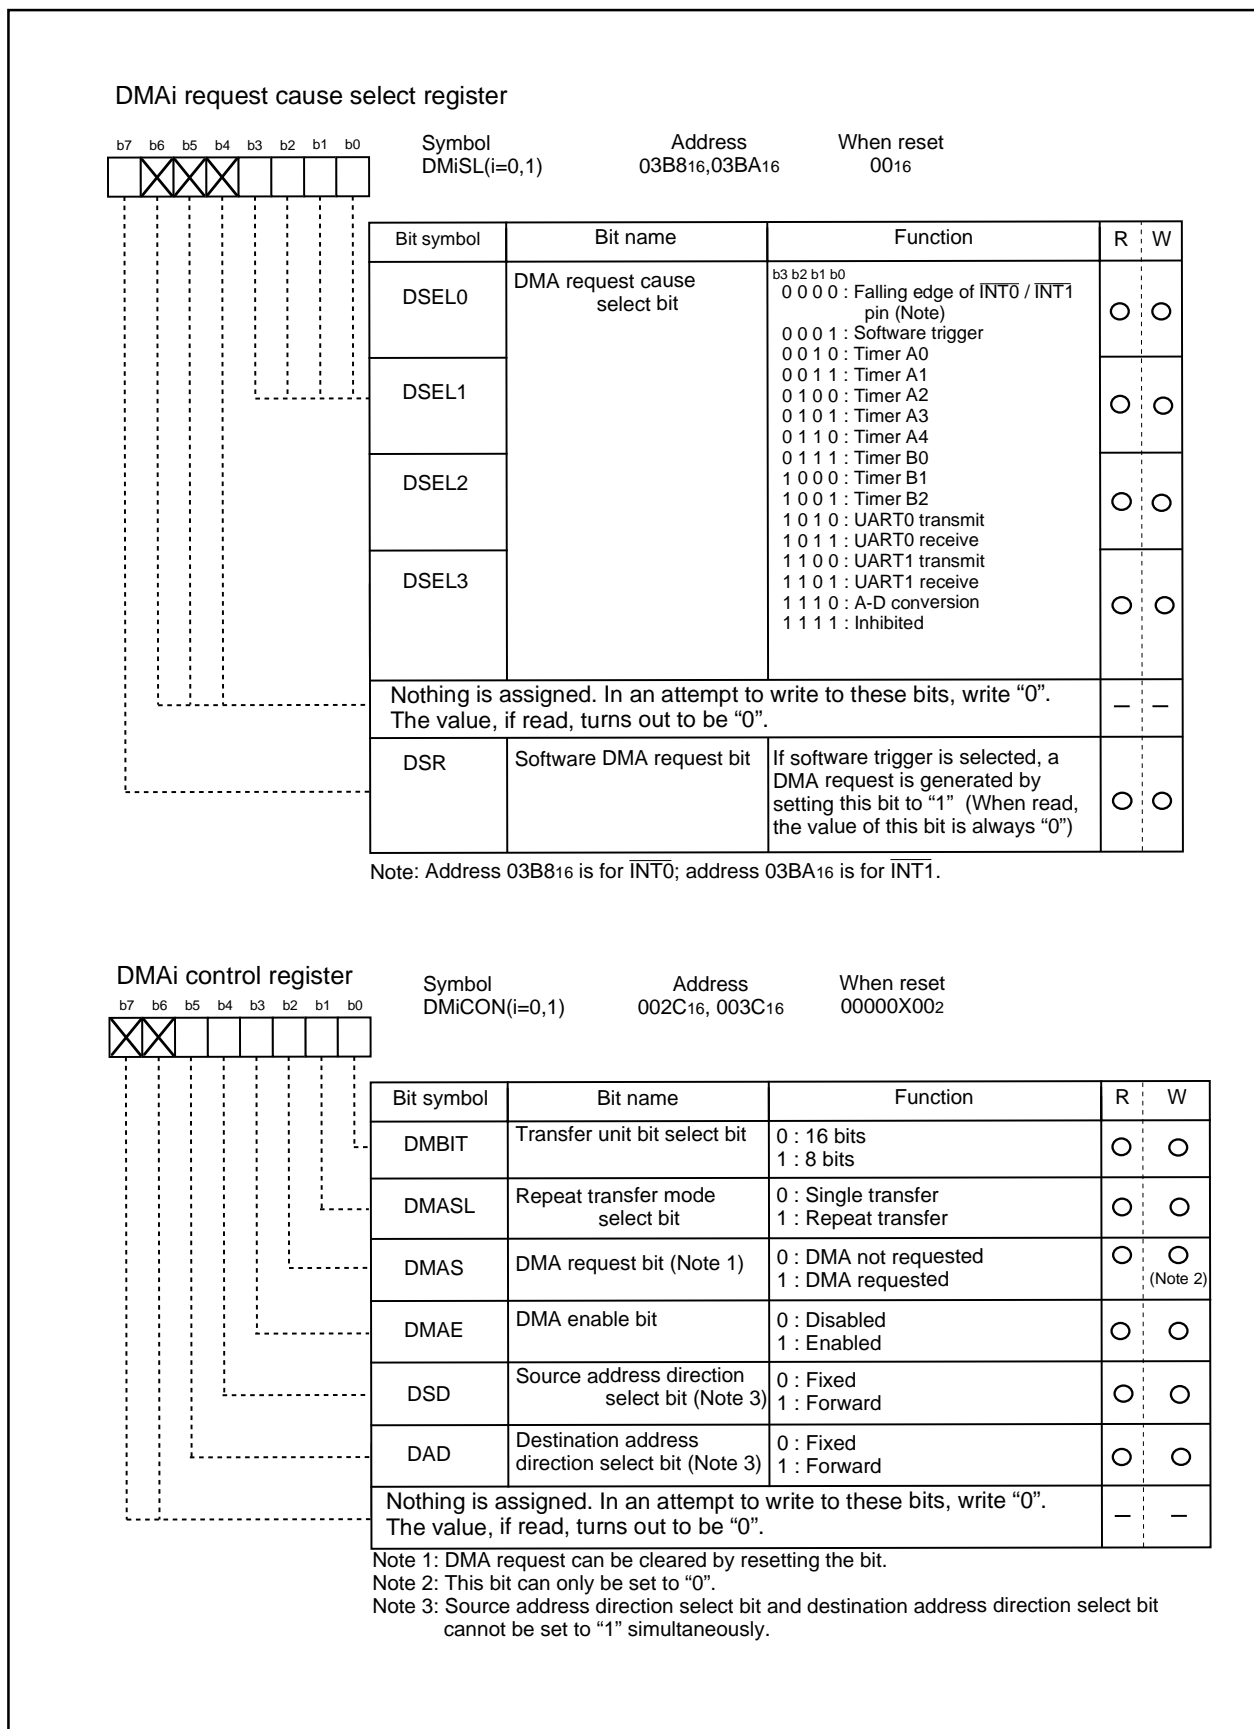 DMAi request cause select register
b7 b6 b5 b4 b3 b2 b1 b0
Symbol Address When reset
DMiSL(i=0,1) 03B816,03BA16 0016
Bit symbol Bit name Function R W
DSEL0 DMA request cause select bit
b3 b2 b1 b0
0 0 0 0 : Falling edge of INT0 / INT1
pin (Note)
0 0 0 1 : Software trigger
0 0 1 0 : Timer A0
0 0 1 1 : Timer A1
DSEL1
0 1 0 0 : Timer A2
0 1 0 1 : Timer A3
0 1 1 0 : Timer A4
0 1 1 1 : Timer B0
DSEL2
1 0 0 0 : Timer B1
1 0 0 1 : Timer B2
1 0 1 0 : UART0 transmit
1 0 1 1 : UART0 receive
1 1 0 0 : UART1 transmit
DSEL3
1 1 0 1 : UART1 receive
1 1 1 0 : A-D conversion
1 1 1 1 : Inhibited
Nothing is assigned. In an attempt to write to these bits, write “0”.
The value, if read, turns out to be “0”.
– –
DSR Software DMA request bit If software trigger is selected, a
DMA request is generated by
setting this bit to “1” (When read,
the value of this bit is always “0”)
Note: Address 03B816 is for INT0; address 03BA16 is for INT1.
DMAi control register
b7 b6 b5 b4 b3 b2 b1 b0
Symbol Address When reset
DMiCON(i=0,1) 002C16, 003C16 00000X002
Bit symbol Bit name Function R W
DMBIT Transfer unit bit select bit 0 : 16 bits
1 : 8 bits
DMASL Repeat transfer mode
select bit
0 : Single transfer
1 : Repeat transfer
DMAS DMA request bit (Note 1) 0 : DMA not requested
1 : DMA requested
(Note 2)
DMAE DMA enable bit 0 : Disabled
1 : Enabled
DSD Source address direction
select bit (Note 3)
0 : Fixed
1 : Forward
DAD Destination address
direction select bit (Note 3)
0 : Fixed
1 : Forward
Nothing is assigned. In an attempt to write to these bits, write “0”.
The value, if read, turns out to be “0”.
– –
Note 1: DMA request can be cleared by resetting the bit.
Note 2: This bit can only be set to “0”.
Note 3: Source address direction select bit and destination address direction select bit
cannot be set to “1” simultaneously.